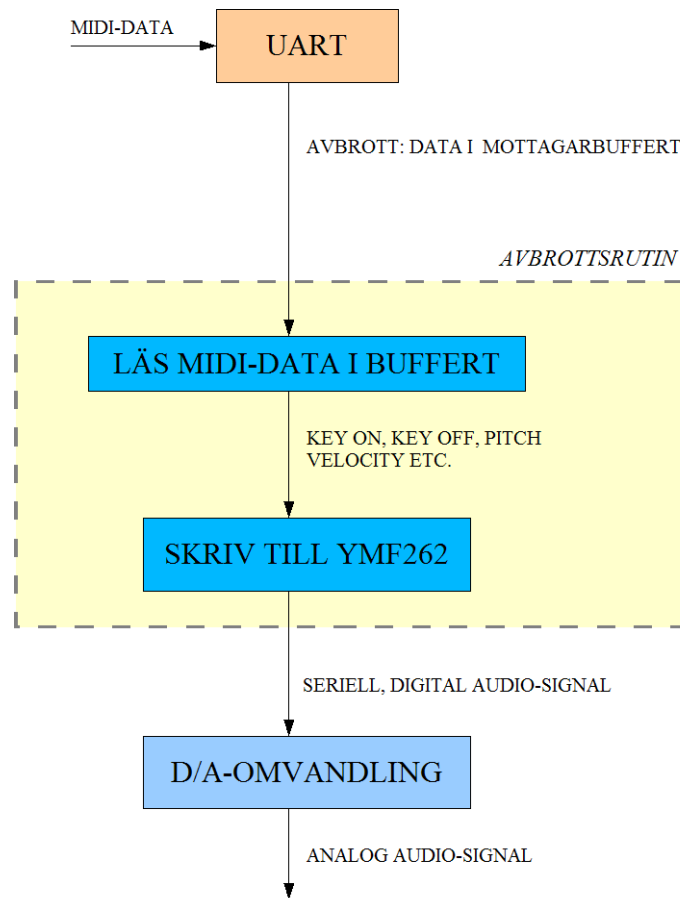 MIDI-DATA
UART
AVBROTT: DATA I MOTTAGARBUFFERT
AVBROTTSRUTIN
LÄS MIDI-DATA I BUFFERT
KEY ON, KEY OFF, PITCH
VELOCITY ETC.
SKRIV TILL YMF262
SERIELL, DIGITAL AUDIO-SIGNAL
D/A-OMVANDLING
ANALOG AUDIO-SIGNAL